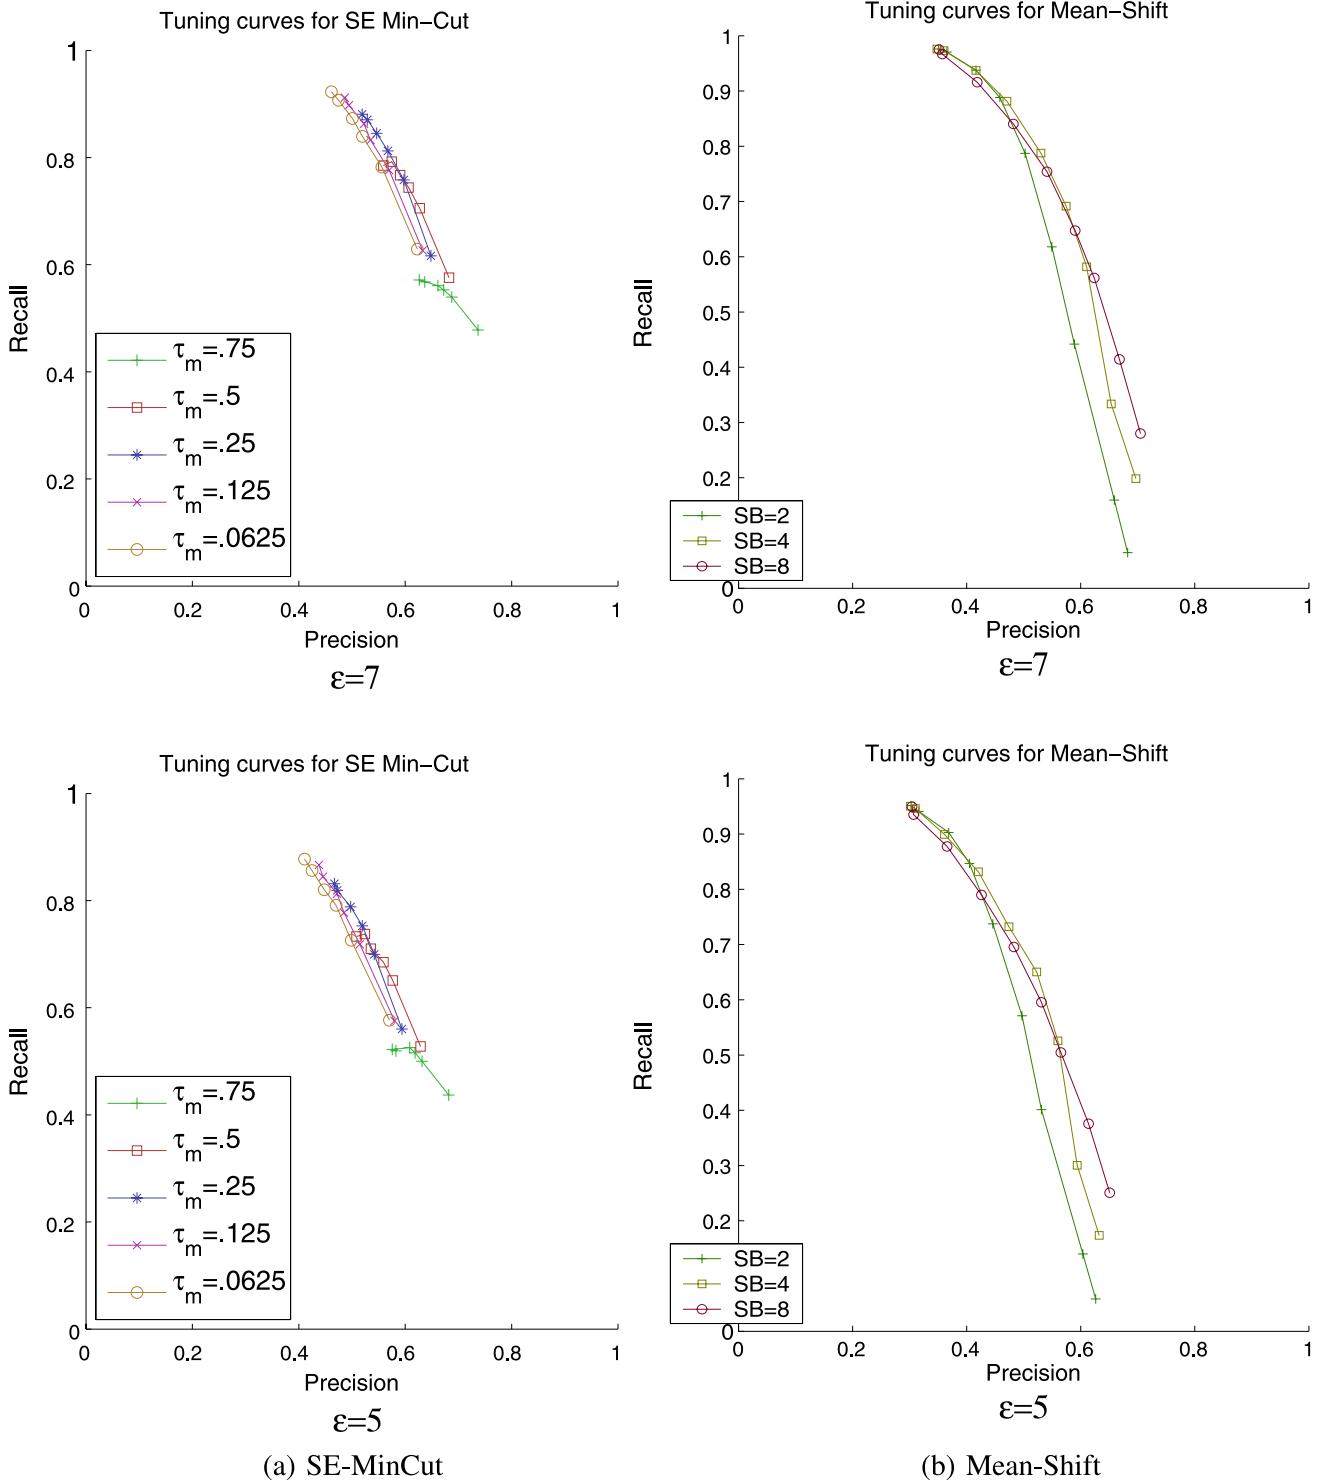 Tuning curves for SE Min−Cut
1
0.8
0.6
0.4
0.2
0
Recall
τm=.75
τm=.5
τm=.25
τm=.125
τm=.0625
0 0.2 0.4 0.6 0.8 1
Precision
ε=7
Tuning curves for Mean−Shift
1
0.9
0.8
0.7
0.6
0.5
0.4
0.3
0.2
0
Recall
SB=2
SB=4
SB=8
0 0.2 0.4 0.6 0.8 1
Precision
ε=7
Tuning curves for SE Min−Cut
1
0.8
0.6
0.4
0.2
0
Recall
τm=.75
τm=.5
τm=.25
τm=.125
τm=.0625
0 0.2 0.4 0.6 0.8 1
Precision
ε=5
(a) SE-MinCut
Tuning curves for Mean−Shift
1
0.9
0.8
0.7
0.6
0.5
0.4
0.3
0.2
0
Recall
SB=2
SB=4
SB=8
0 0.2 0.4 0.6 0.8 1
Precision
ε=5
(b) Mean-Shift